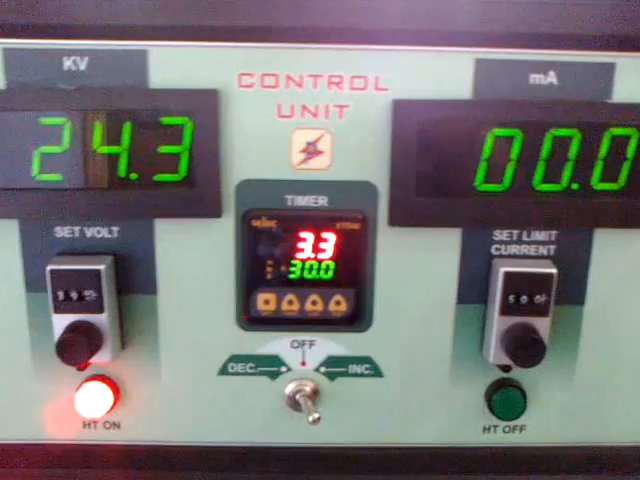 KV
CONTROL
UNIT
mA
24.3
00.0
TIMER
selec
3.3
30.0
SET VOLT
SET LIMIT
CURRENT
OFF
DEC.
INC.
HT ON
HT OFF